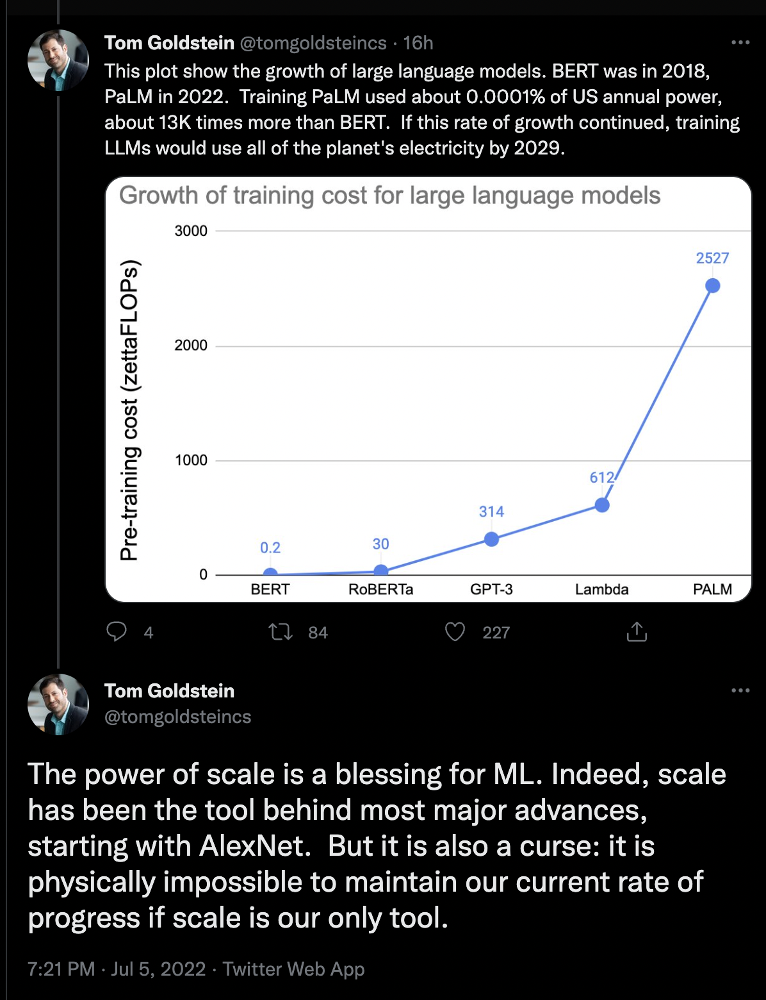 Tom Goldstein @tomgoldsteincs · 16h
This plot show the growth of large language models. BERT was in 2018,
PaLM in 2022.  Training PaLM used about 0.0001% of US annual power,
about 13K times more than BERT.  If this rate of growth continued, training
LLMs would use all of the planet's electricity by 2029.
Growth of training cost for large language models
Pre-training cost (zettaFLOPs)
3000
2000
1000
0
0.2
30
314
612
2527
BERT
RoBERTa
GPT-3
Lambda
PALM
4
84
227
Tom Goldstein
@tomgoldsteincs
The power of scale is a blessing for ML. Indeed, scale
has been the tool behind most major advances,
starting with AlexNet.  But it is also a curse: it is
physically impossible to maintain our current rate of
progress if scale is our only tool.
7:21 PM · Jul 5, 2022 · Twitter Web App